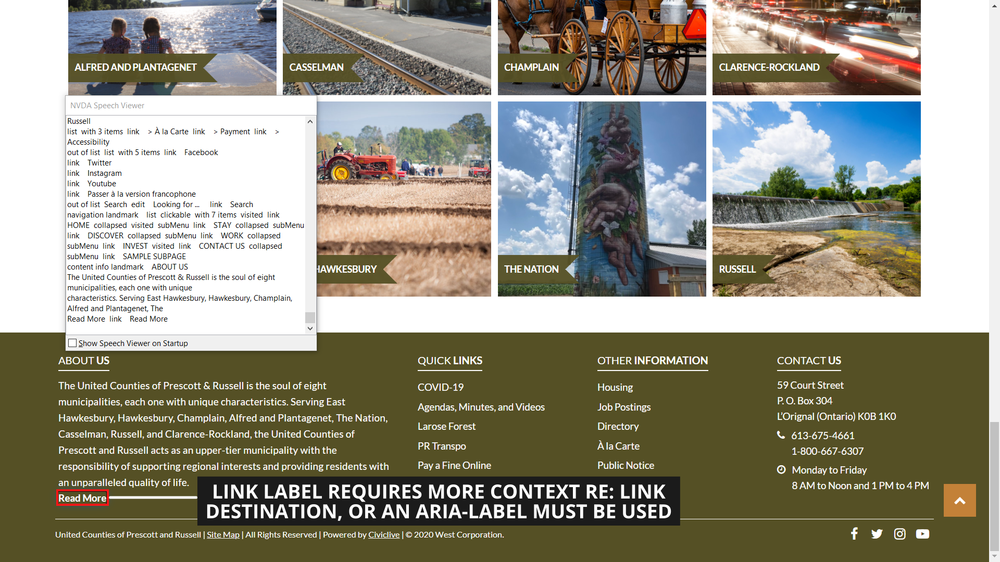 ALFRED AND PLANTAGENET
CASSELMAN
CHAMPLAIN
CLARENCE-ROCKLAND
NVDA Speech Viewer
Russell
list with 3 items link > À la Carte link > Payment link >
Accessibility
out of list list with 5 items link Facebook
link Twitter
link Instagram
link Youtube
link Passer à la version francophone
out of list Search edit Looking for ... link Search
navigation landmark list clickable with 7 items visited link
HOME collapsed visited subMenu link STAY collapsed subMenu
link DISCOVER collapsed subMenu link WORK collapsed
subMenu link INVEST visited link CONTACT US collapsed
subMenu link SAMPLE SUBPAGE
content info landmark ABOUT US
The United Counties of Prescott & Russell is the soul of eight
municipalities, each one with unique
characteristics. Serving East Hawkesbury, Hawkesbury, Champlain,
Alfred and Plantagenet, The
Read More link Read More
Show Speech Viewer on Startup
HAWKESBURY
THE NATION
RUSSELL
ABOUT US
The United Counties of Prescott & Russell is the soul of eight
municipalities, each one with unique characteristics. Serving East
Hawkesbury, Hawkesbury, Champlain, Alfred and Plantagenet, The Nation,
Casselman, Russell, and Clarence-Rockland, the United Counties of
Prescott and Russell acts as an upper-tier municipality with the
responsibility of supporting regional interests and providing residents with
an unparalleled quality of life.
Read More
QUICK LINKS
COVID-19
Agendas, Minutes, and Videos
Larose Forest
PR Transpo
Pay a Fine Online
OTHER INFORMATION
Housing
Job Postings
Directory
À la Carte
Public Notice
CONTACT US
59 Court Street
P. O. Box 304
L'Orignal (Ontario) K0B 1K0
613-675-4661
1-800-667-6307
Monday to Friday
8 AM to Noon and 1 PM to 4 PM
LINK LABEL REQUIRES MORE CONTEXT RE: LINK
DESTINATION, OR AN ARIA-LABEL MUST BE USED
United Counties of Prescott and Russell | Site Map | All Rights Reserved | Powered by Civiclive | © 2020 West Corporation.